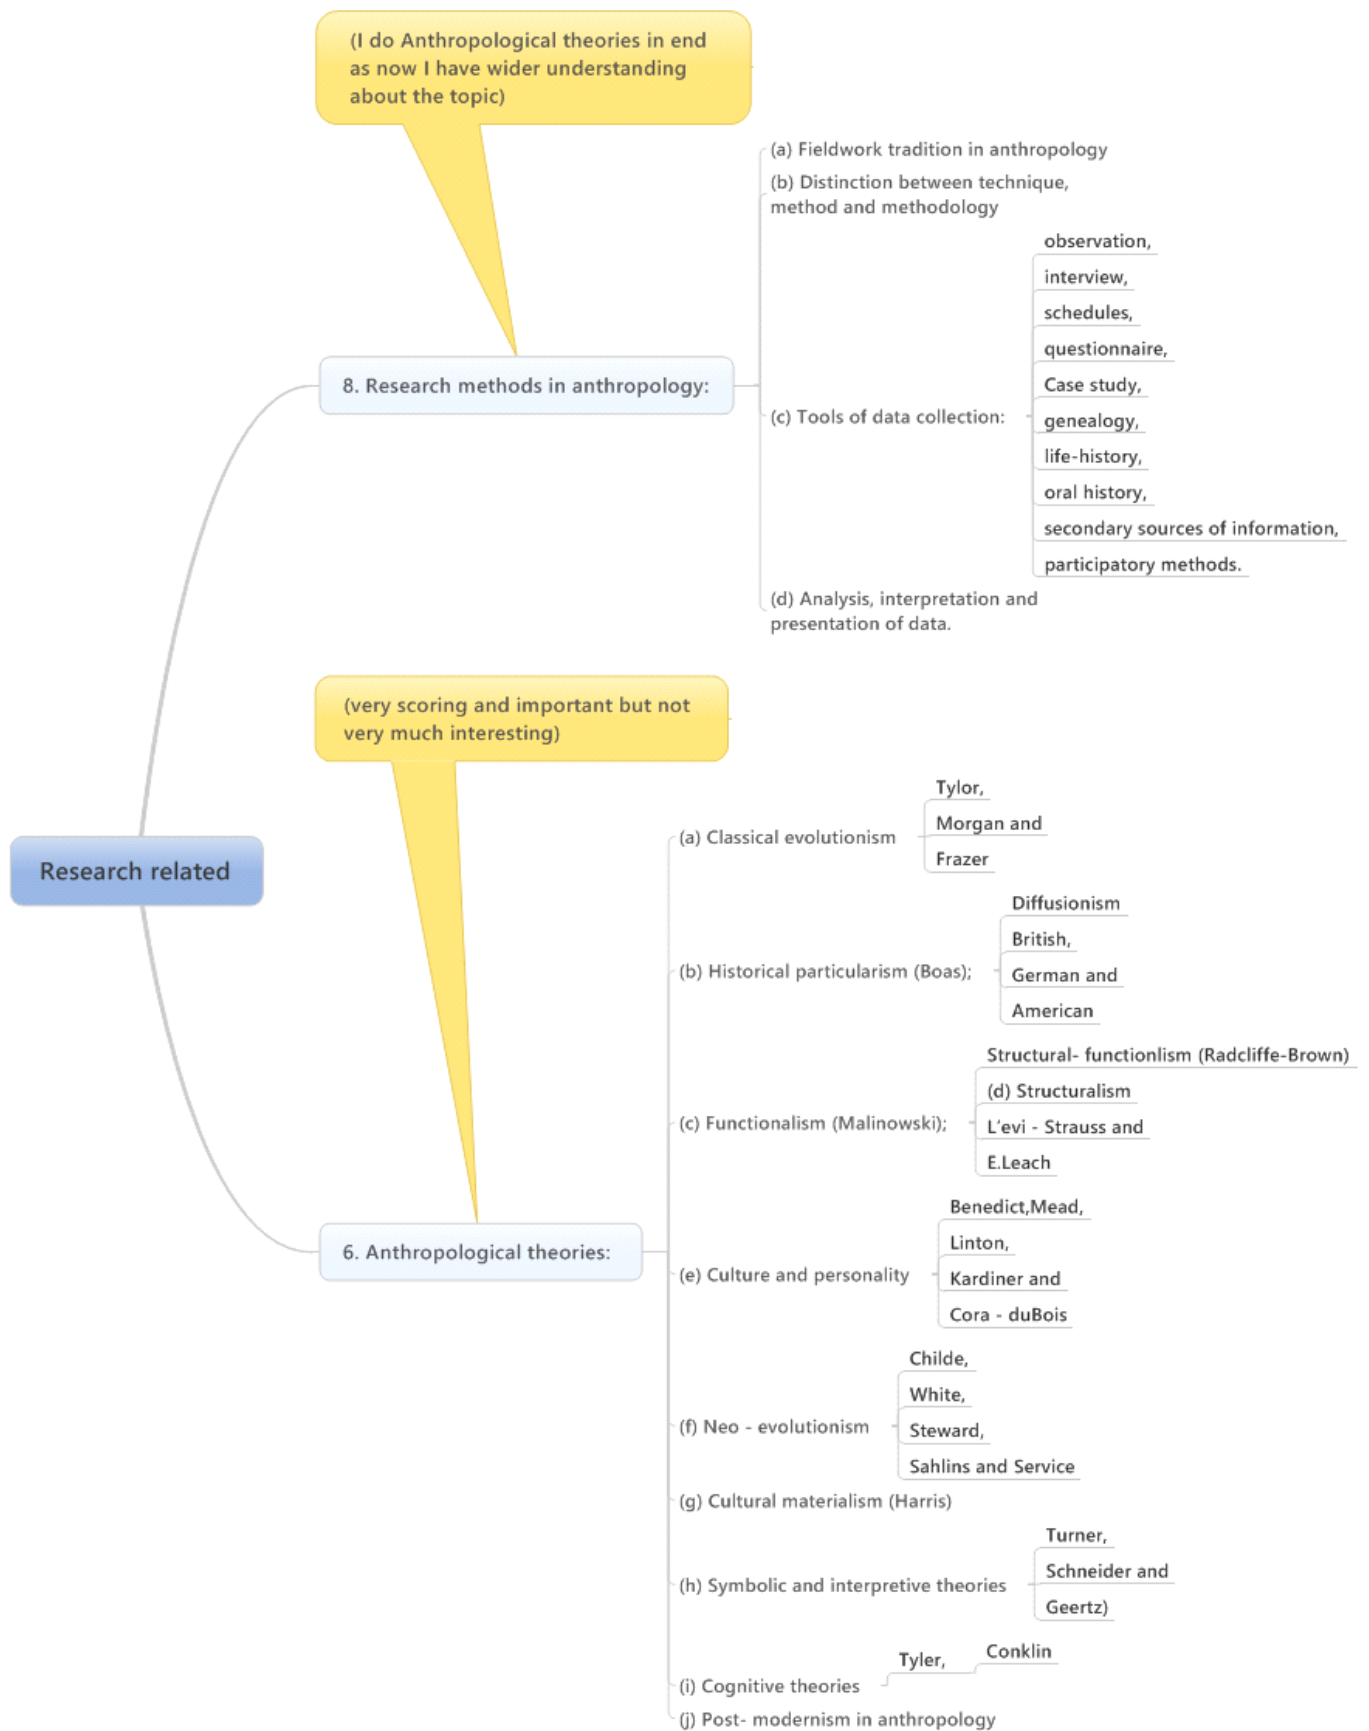 (I do Anthropological theories in end
as now I have wider understanding
about the topic)
(a) Fieldwork tradition in anthropology
(b) Distinction between technique,
method and methodology
observation,
interview,
schedules,
questionnaire,
Case study,
8. Research methods in anthropology:
(c) Tools of data collection:
genealogy,
life-history,
oral history,
secondary sources of information,
participatory methods.
(d) Analysis, interpretation and
presentation of data.
(very scoring and important but not
very much interesting)
Research related
6. Anthropological theories:
(a) Classical evolutionism
Tylor,
Morgan and
Frazer
(b) Historical particularism (Boas);
Diffusionism
British,
German and
American
(c) Functionalism (Malinowski);
Structural- functionlism (Radcliffe-Brown)
(d) Structuralism
L'evi - Strauss and
E.Leach
(e) Culture and personality
Benedict,Mead,
Linton,
Kardiner and
Cora - duBois
(f) Neo - evolutionism
Childe,
White,
Steward,
Sahlins and Service
(g) Cultural materialism (Harris)
(h) Symbolic and interpretive theories
Turner,
Schneider and
Geertz)
(i) Cognitive theories
Tyler,
Conklin
(j) Post- modernism in anthropology